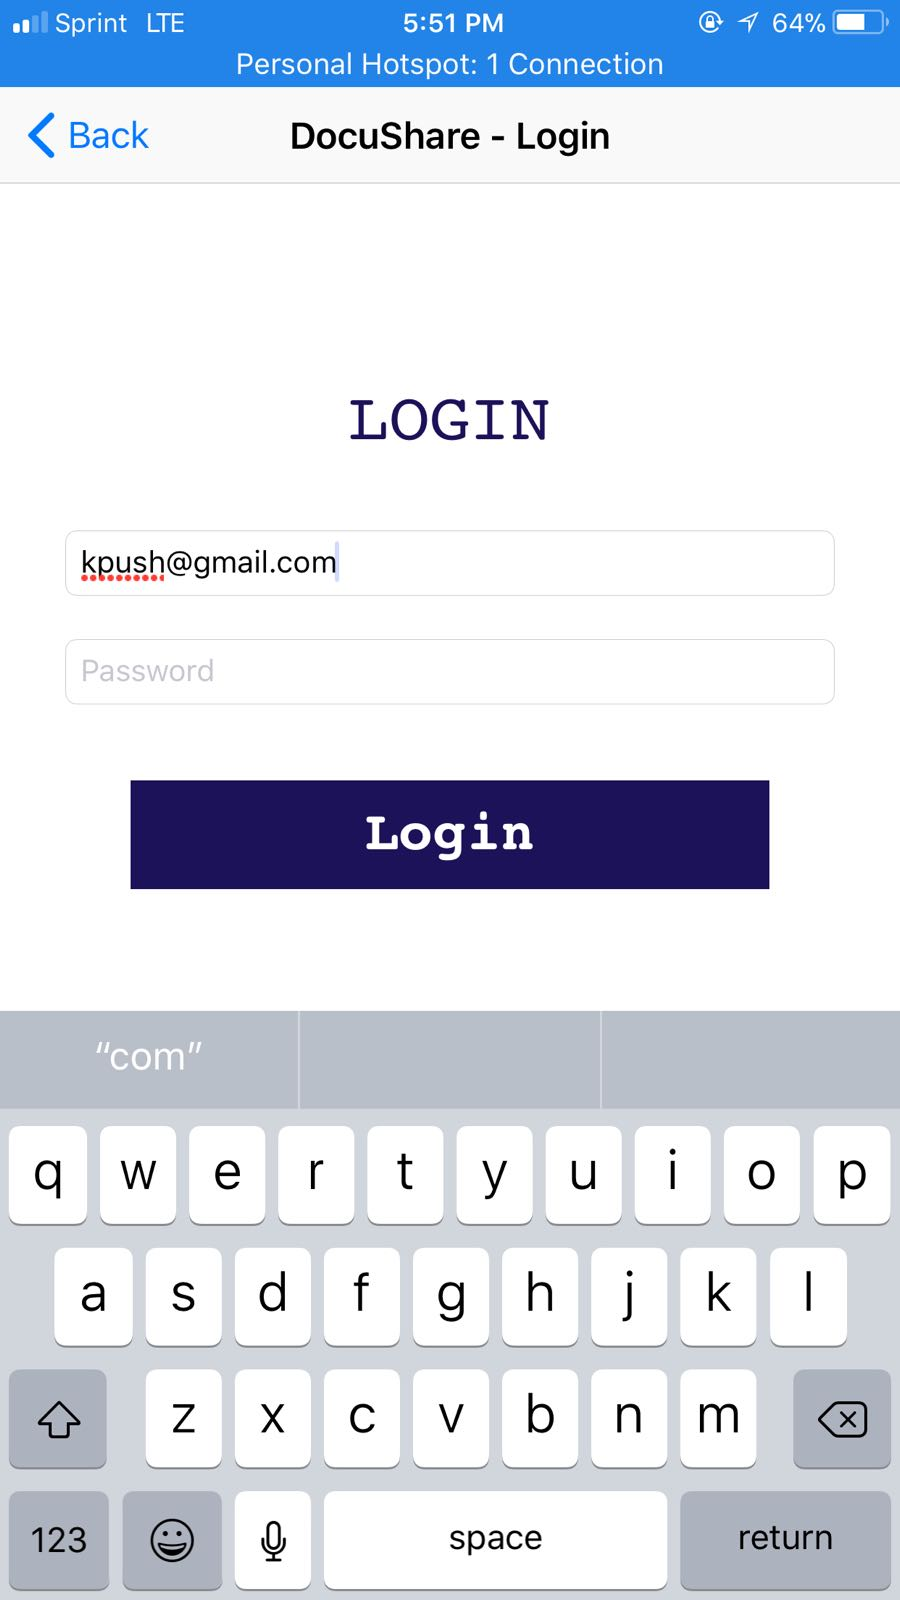 Sprint LTE 5:51 PM 64%
Personal Hotspot: 1 Connection
Back DocuShare - Login
LOGIN
kpush@gmail.com
Password
Login
“com”
q w e r t y u i o p
a s d f g h j k l
z x c v b n m
123 space return